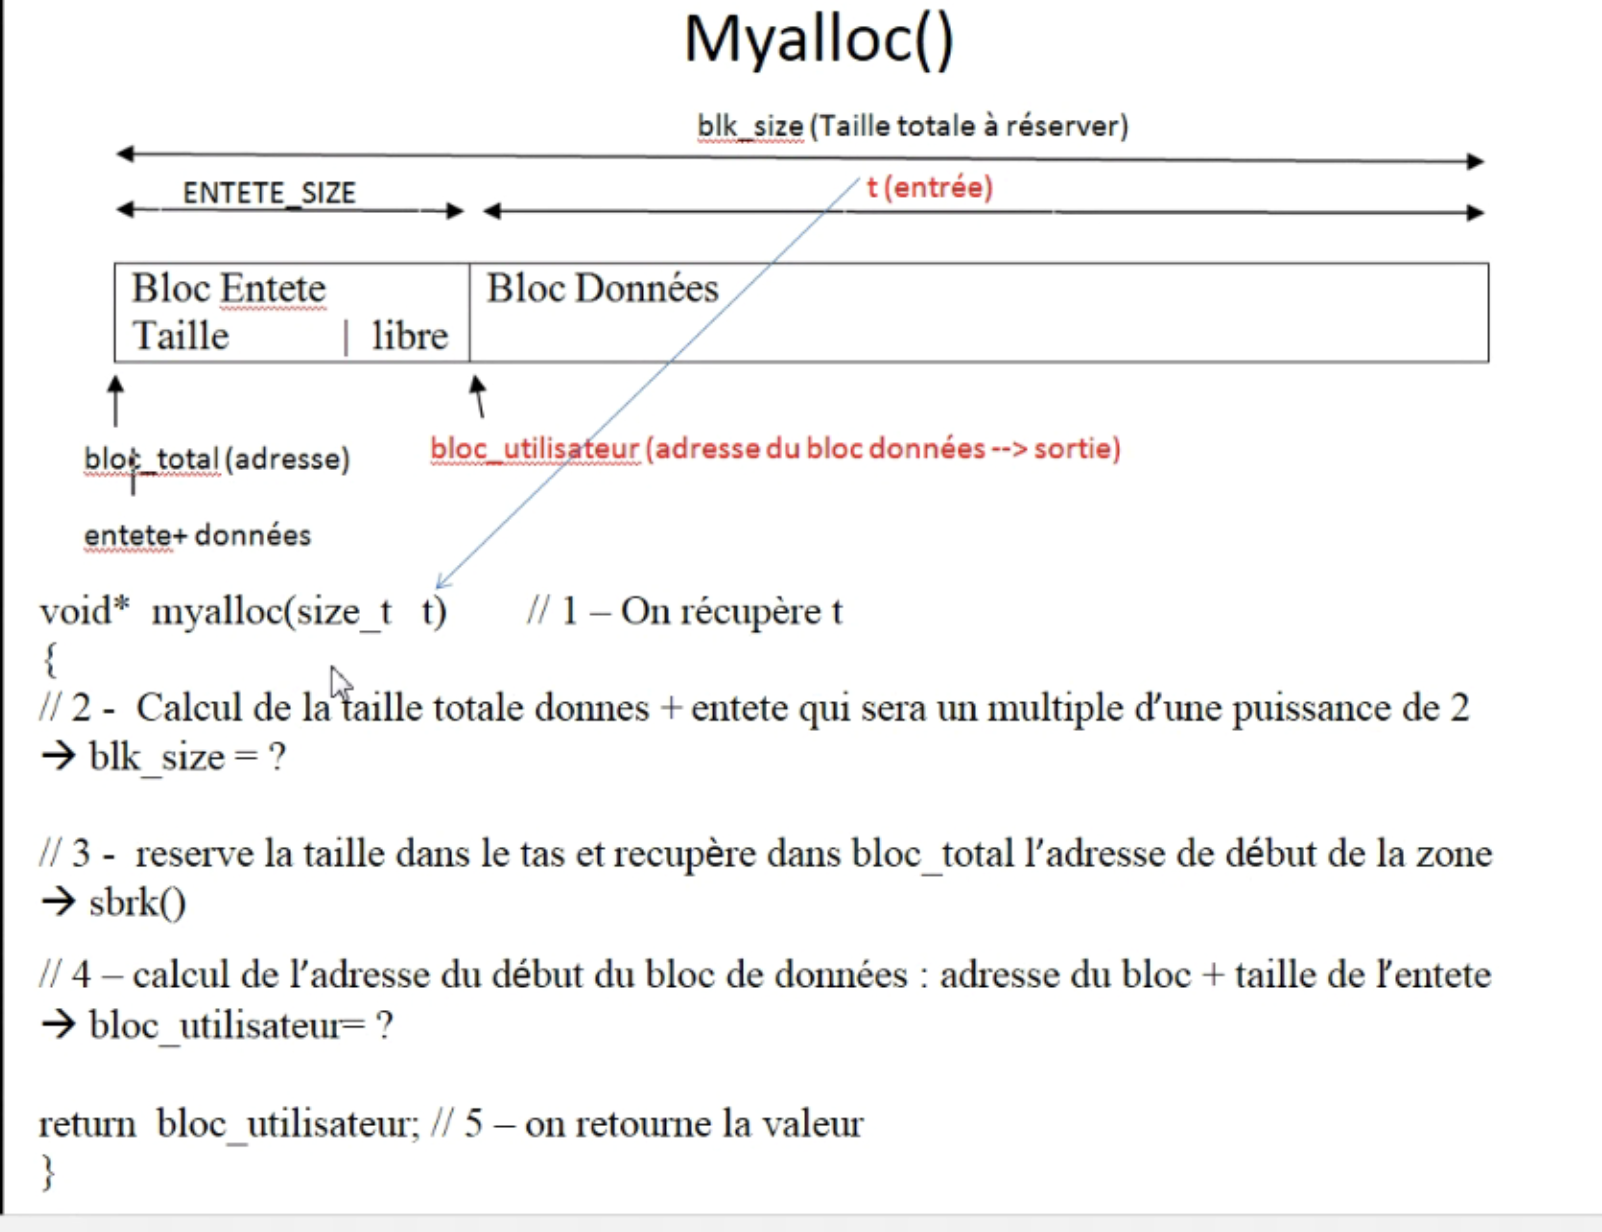 Myalloc()
blk_size (Taille totale à réserver)
ENTETE_SIZE
t (entrée)
Bloc Entete
Taille | libre
Bloc Données
bloc_total (adresse)
bloc_utilisateur (adresse du bloc données --> sortie)
entete+ données
void* myalloc(size_t t) // 1 – On récupère t
{
// 2 - Calcul de la taille totale donnes + entete qui sera un multiple d’une puissance de 2
→ blk_size = ?
// 3 - reserve la taille dans le tas et recupère dans bloc_total l’adresse de début de la zone
→ sbrk()
// 4 – calcul de l’adresse du début du bloc de données : adresse du bloc + taille de l’entete
→ bloc_utilisateur= ?
return bloc_utilisateur; // 5 – on retourne la valeur
}